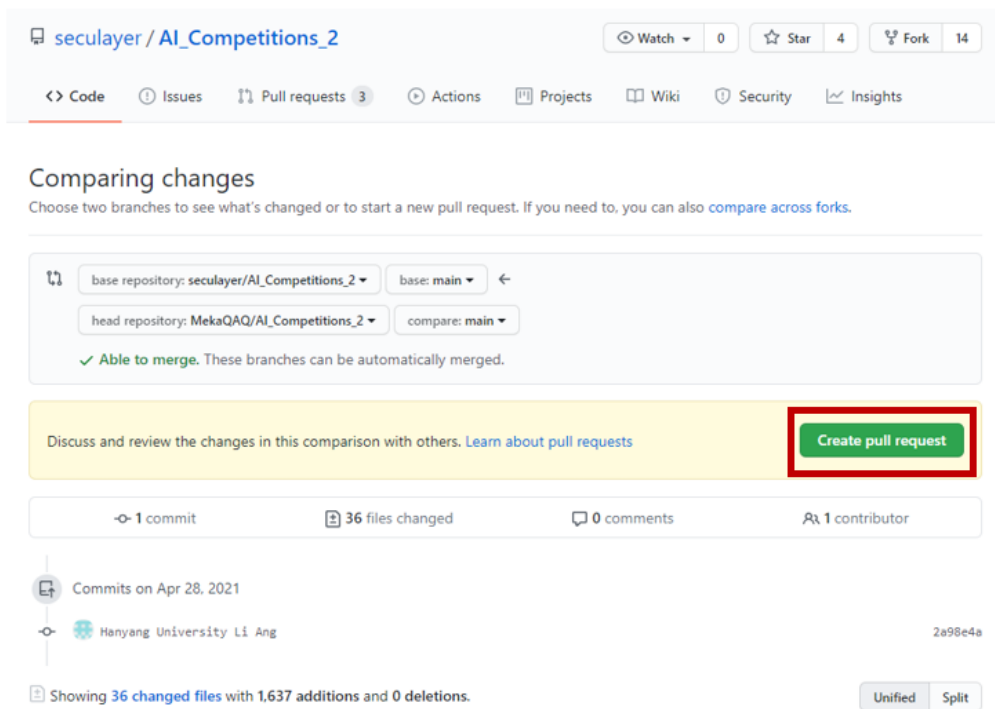 seculayer / AI_Competitions_2
Watch 0 Star 4 Fork 14
<> Code Issues Pull requests 3 Actions Projects Wiki Security Insights
Comparing changes
Choose two branches to see what's changed or to start a new pull request. If you need to, you can also compare across forks.
base repository: seculayer/AI_Competitions_2 base: main ←
head repository: MekaQAQ/AI_Competitions_2 compare: main
Able to merge. These branches can be automatically merged.
Discuss and review the changes in this comparison with others. Learn about pull requests Create pull request
1 commit 36 files changed 0 comments 1 contributor
Commits on Apr 28, 2021
Hanyang University Li Ang 2a98e4a
Showing 36 changed files with 1,637 additions and 0 deletions. Unified Split